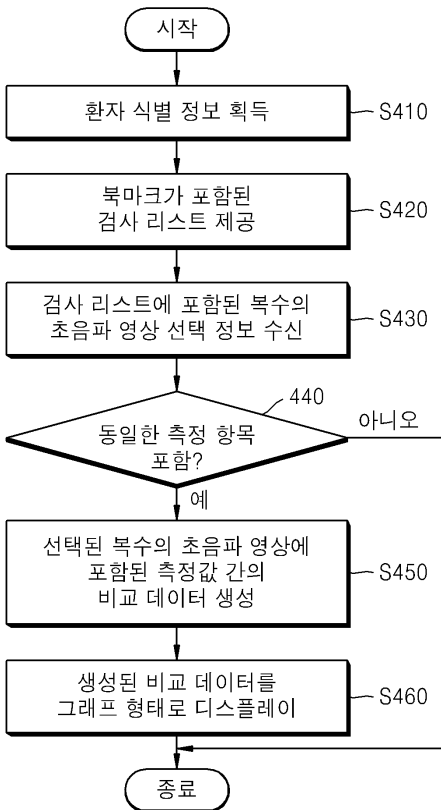 시작
환자 식별 정보 획득
S410
북마크가 포함된
검사 리스트 제공
S420
검사 리스트에 포함된 복수의
초음파 영상 선택 정보 수신
S430
440
동일한 측정 항목
포함?
아니오
예
선택된 복수의 초음파 영상에
포함된 측정값 간의
비교 데이터 생성
S450
생성된 비교 데이터를
그래프 형태로 디스플레이
S460
종료